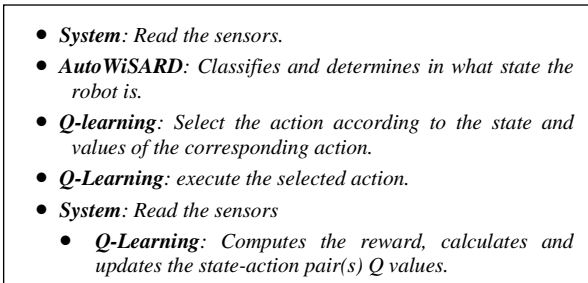 • System: Read the sensors.
• AutoWiSARD: Classifies and determines in what state the
robot is.
• Q-learning: Select the action according to the state and
values of the corresponding action.
• Q-Learning: execute the selected action.
• System: Read the sensors
• Q-Learning: Computes the reward, calculates and
updates the state-action pair(s) Q values.